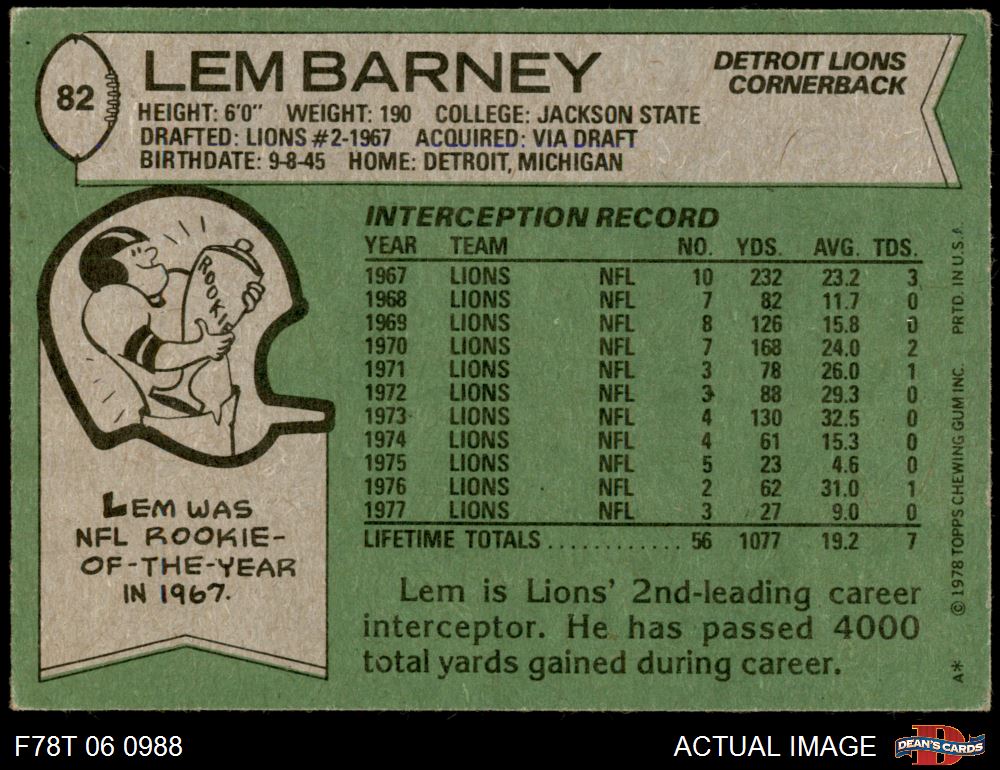 82
LEM BARNEY
DETROIT LIONS
CORNERBACK
HEIGHT: 6'0" WEIGHT: 190 COLLEGE: JACKSON STATE
DRAFTED: LIONS #2-1967 ACQUIRED: VIA DRAFT
BIRTHDATE: 9-8-45 HOME: DETROIT, MICHIGAN
ROOKIE
LEM WAS
NFL ROOKIE-
OF-THE-YEAR
IN 1967.
INTERCEPTION RECORD
YEAR TEAM NO. YDS. AVG. TDS.
1967 LIONS NFL 10 232 23.2 3
1968 LIONS NFL 7 82 11.7 0
1969 LIONS NFL 8 126 15.8 0
1970 LIONS NFL 7 168 24.0 2
1971 LIONS NFL 3 78 26.0 1
1972 LIONS NFL 3 88 29.3 0
1973 LIONS NFL 4 130 32.5 0
1974 LIONS NFL 4 61 15.3 0
1975 LIONS NFL 5 23 4.6 0
1976 LIONS NFL 2 62 31.0 1
1977 LIONS NFL 3 27 9.0 0
LIFETIME TOTALS............ 56 1077 19.2 7
Lem is Lions' 2nd-leading career
interceptor. He has passed 4000
total yards gained during career.
A* © 1978 TOPPS CHEWING GUM INC. PRTD. IN U.S.A.
F78T 06 0988
ACTUAL IMAGE
D
DEAN'S CARDS